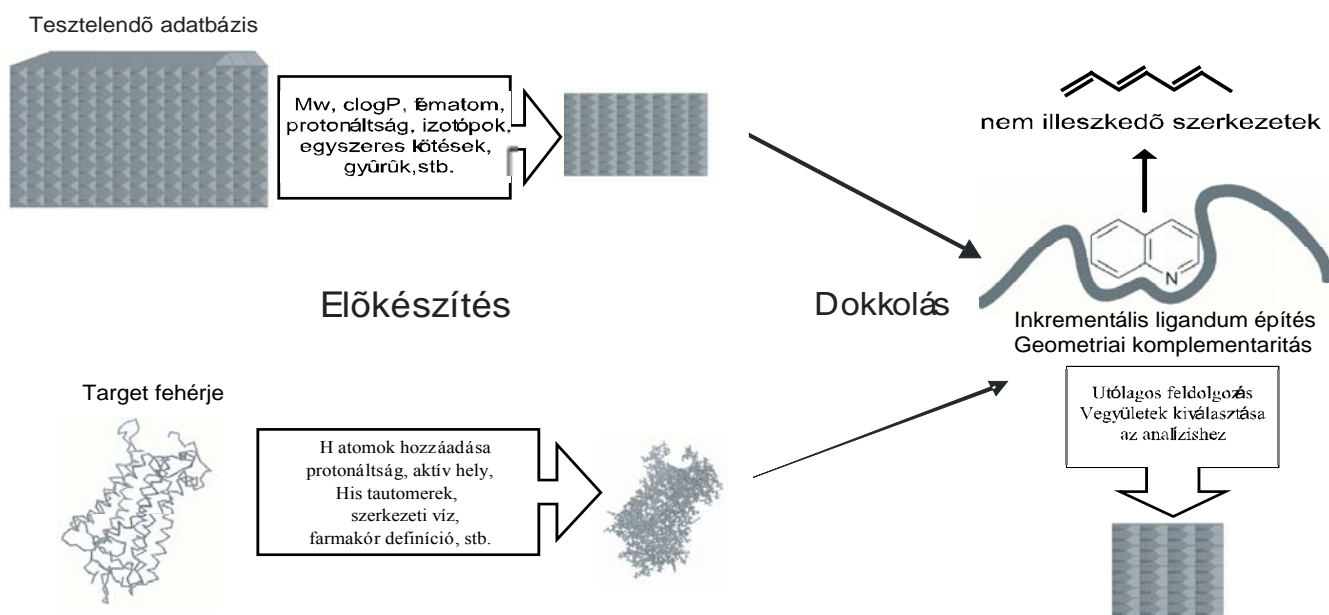 Tesztelendõ adatbázis
Mw, clogP, fématom,
protonáltság, izotópok,
egyszeres kötések,
gyûrûk,stb.
nem illeszkedõ szerkezetek
N
Elõkészítés
Dokkolás
Inkrementális ligandum építés
Geometriai komplementaritás
Target fehérje
H atomok hozzáadása
protonáltság, aktív hely,
His tautomerek,
szerkezeti víz,
farmakór definíció, stb.
Utólagos feldolgozás
Vegyületek kiválasztása
az analízishez